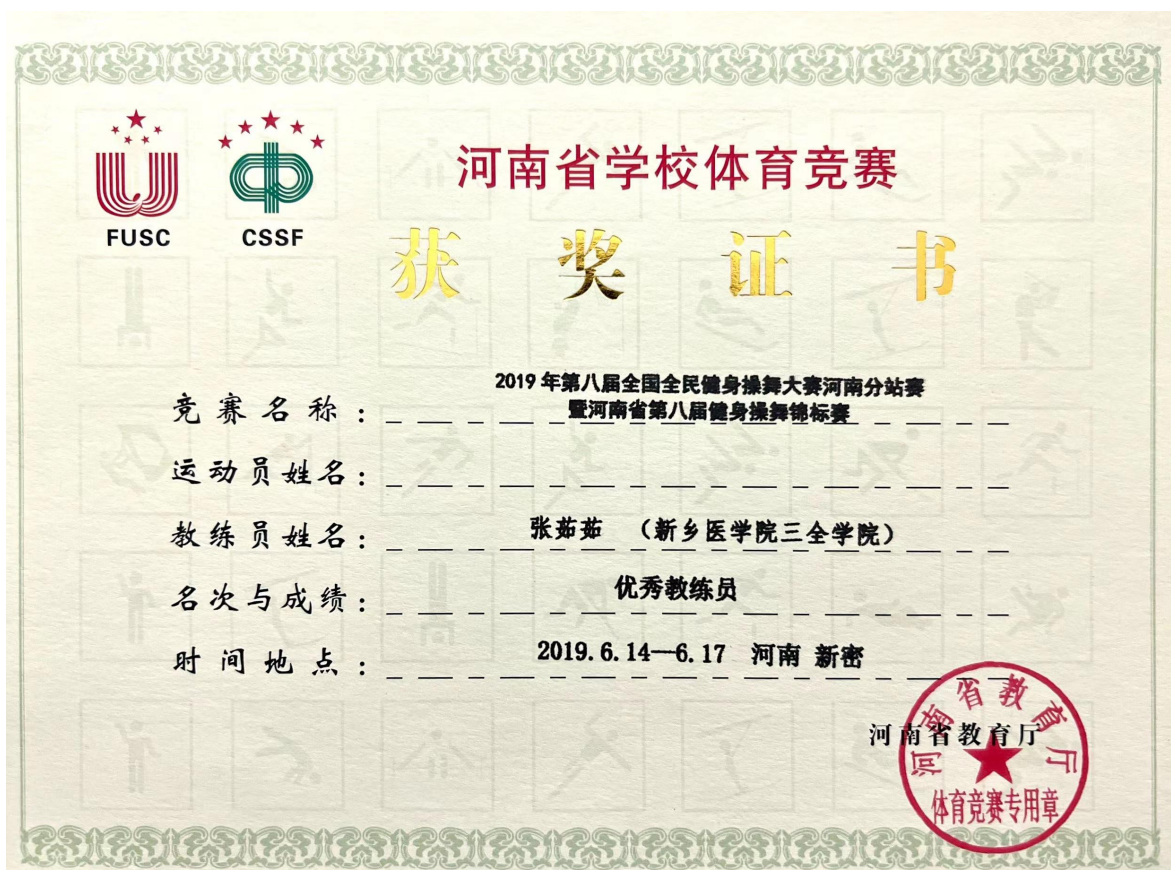 FUSC
CSSF
河南省学校体育竞赛
获奖证书
竞赛名称：
2019年第八届全国全民健身操舞大赛河南分站赛
暨河南省第八届健身操舞锦标赛
运动员姓名：
教练员姓名：张茹茹 （新乡医学院三全学院）
名次与成绩：优秀教练员
时间地点：2019.6.14—6.17 河南 新密
河南省教育厅
河南省教育厅
体育竞赛专用章